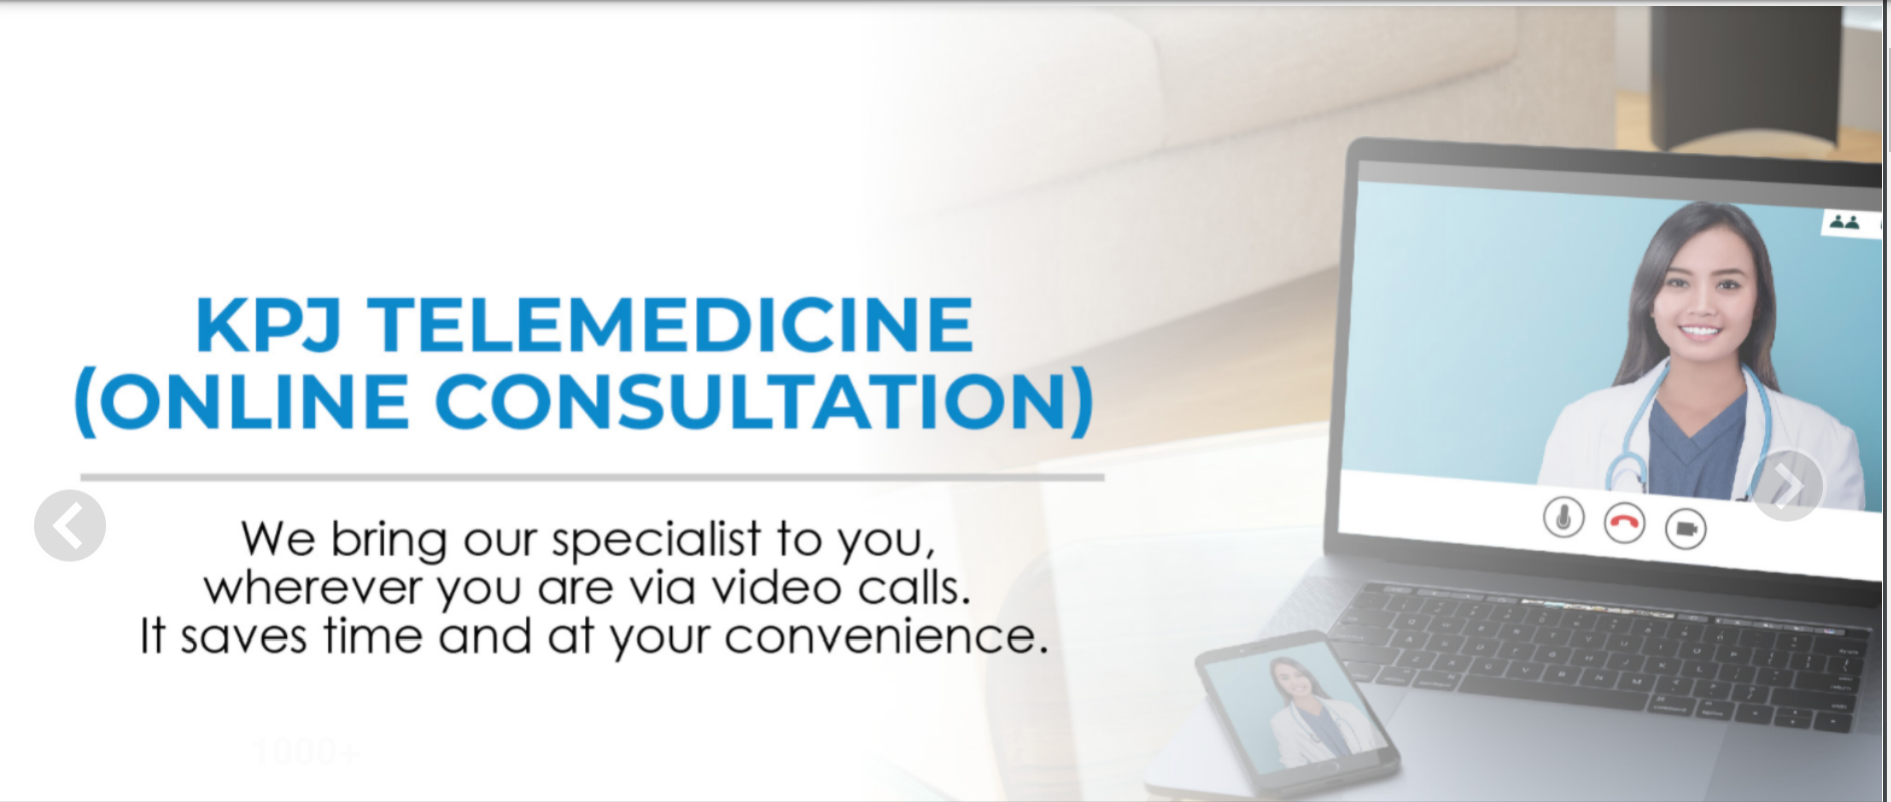 KPJ TELEMEDICINE
(ONLINE CONSULTATION)
We bring our specialist to you,
wherever you are via video calls.
It saves time and at your convenience.
1000+